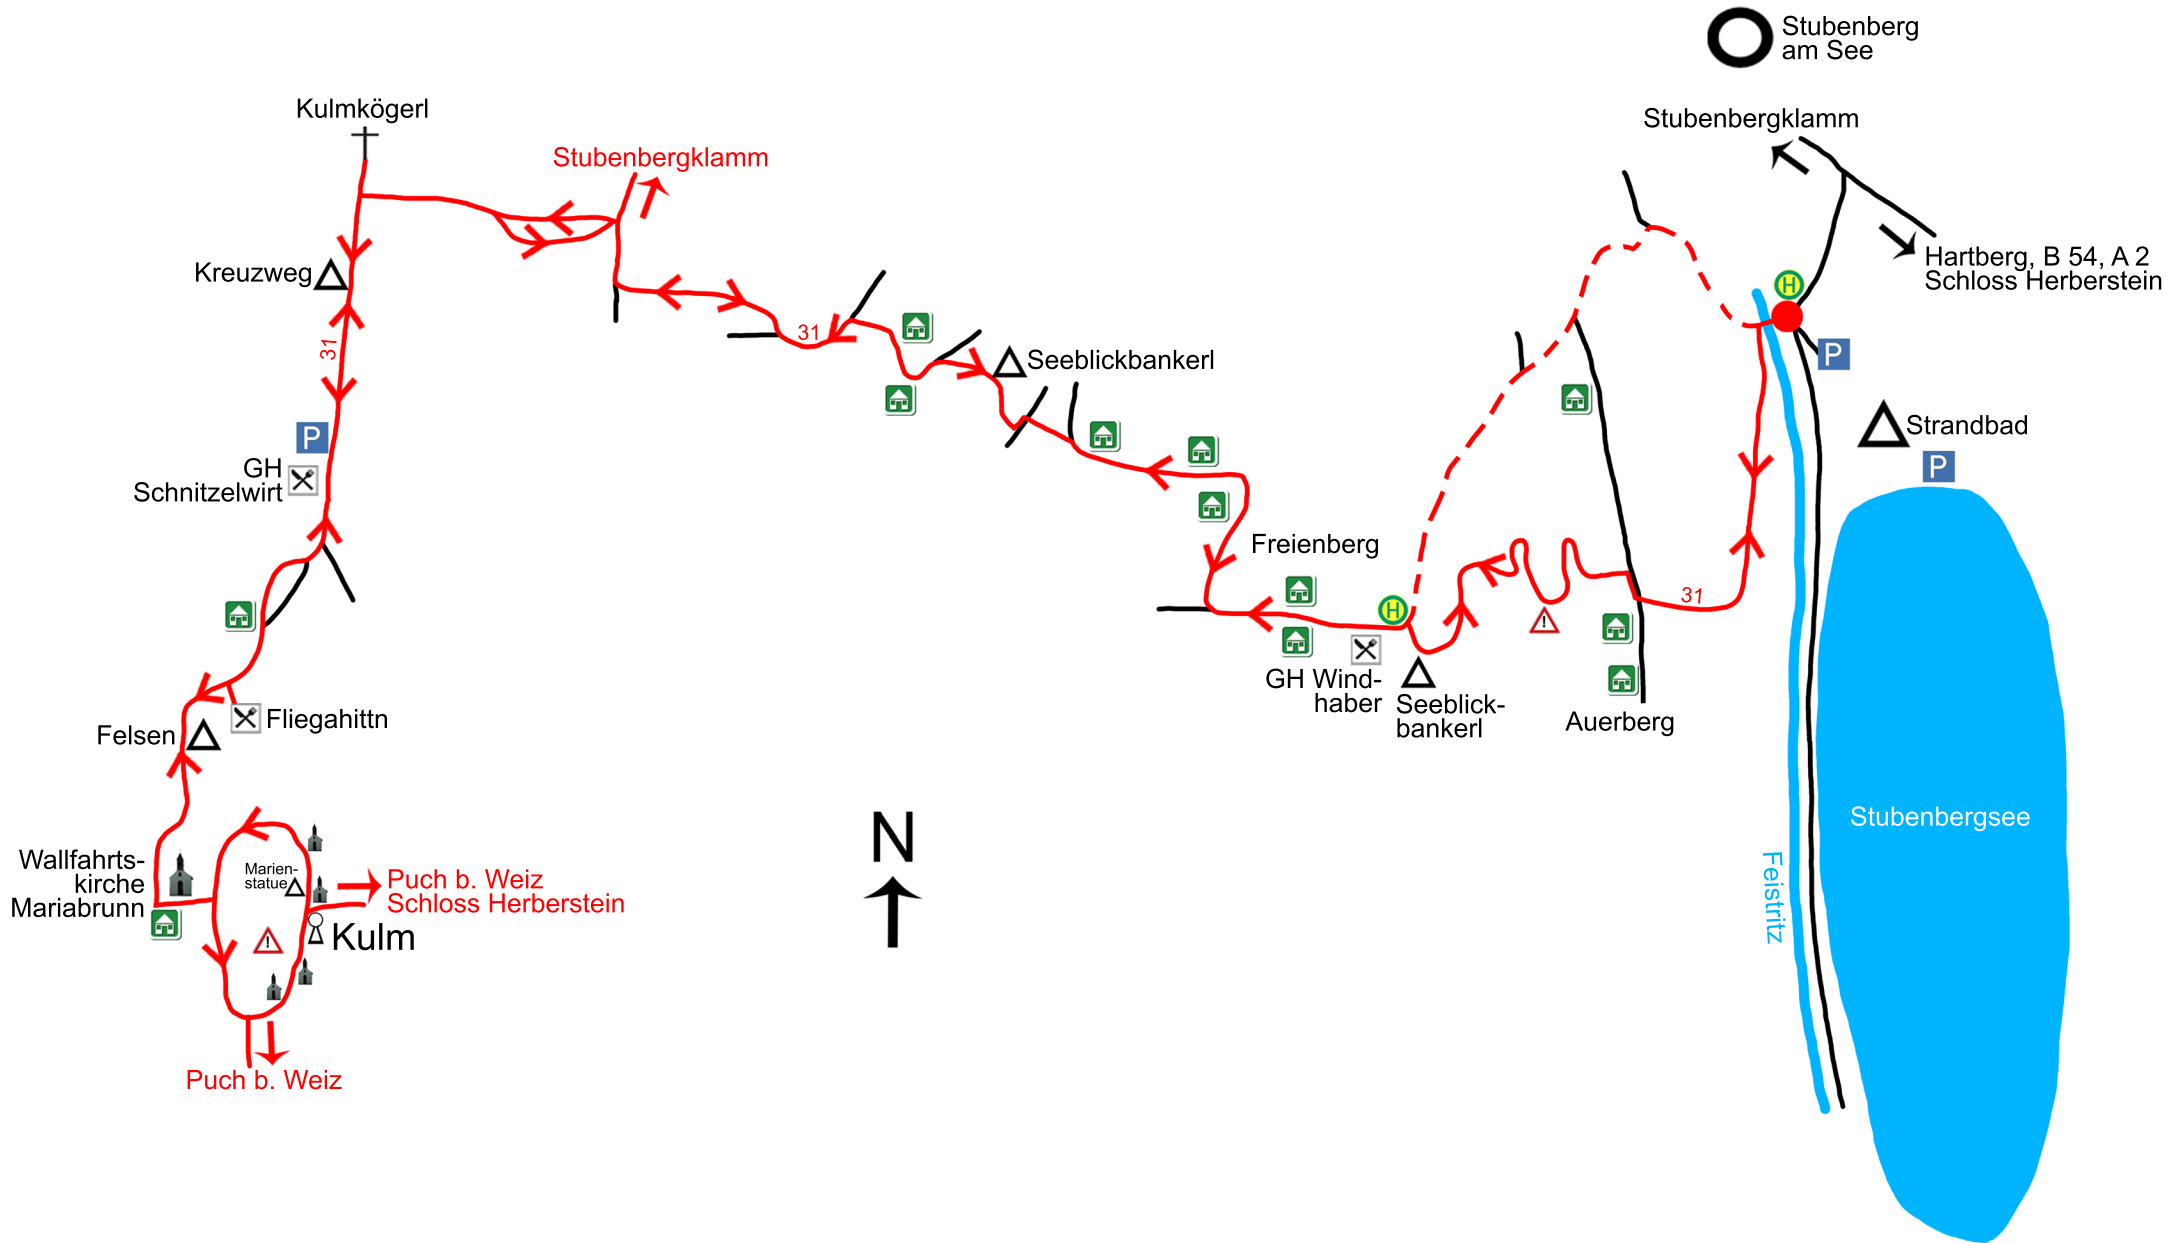 Stubenberg
am See
Kulmkögerl
Stubenbergklamm
Stubenbergklamm
Hartberg, B 54, A 2
Schloss Herberstein
Kreuzweg
H
31
31
P
Seeblickbankerl
Strandbad
P
P
GH
Schnitzelwirt
Freienberg
31
H
!
GH Wind-
haber
Seeblick-
bankerl
Auerberg
Fliegahittn
Felsen
Stubenbergsee
N
Feistritz
Wallfahrts-
kirche
Mariabrunn
Marien-
statue
Puch b. Weiz
Schloss Herberstein
!
Kulm
Puch b. Weiz